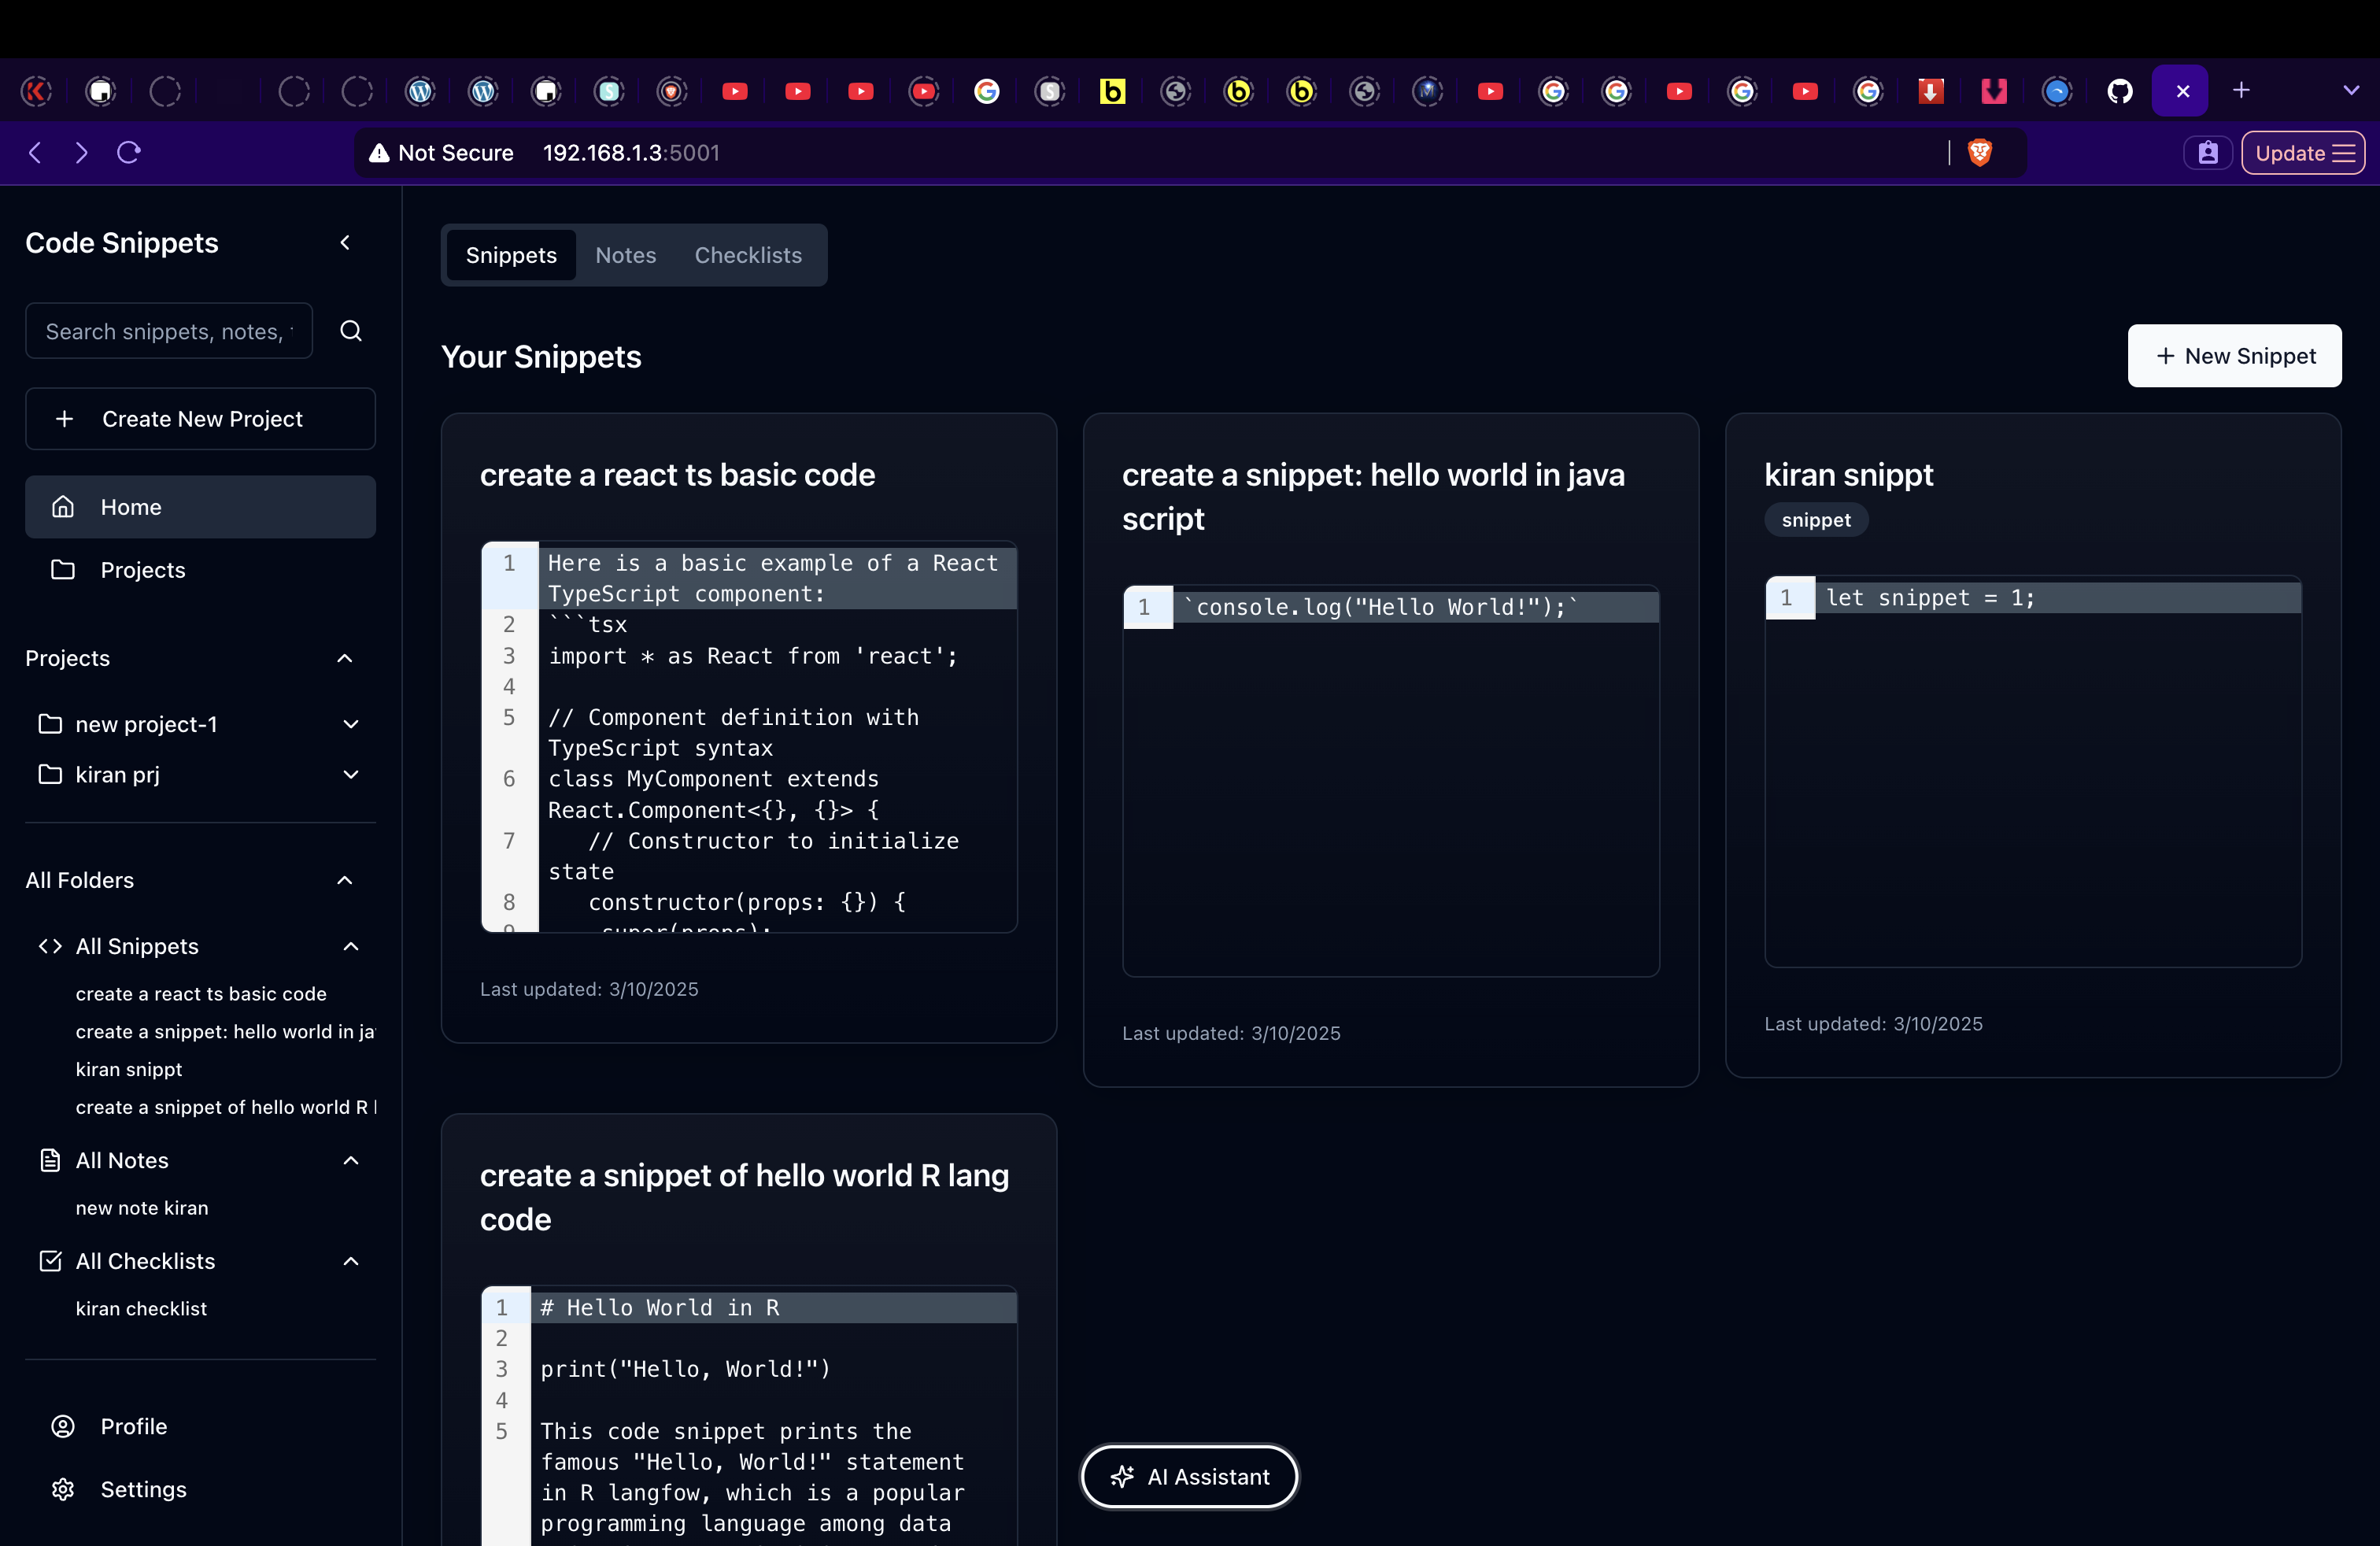 Not Secure 192.168.1.3:5001
Update
Code Snippets
Search snippets, notes,
Create New Project
Home
Projects
Projects
new project-1
kiran prj
All Folders
All Snippets
create a react ts basic code
create a snippet: hello world in ja
kiran snippt
create a snippet of hello world R
All Notes
new note kiran
All Checklists
kiran checklist
Profile
Settings
Snippets Notes Checklists
Your Snippets
+ New Snippet
create a react ts basic code
1 Here is a basic example of a React
TypeScript component:
2 ```tsx
3 import * as React from 'react';
4
5 // Component definition with
TypeScript syntax
6 class MyComponent extends
React.Component<{}, {}> {
7 // Constructor to initialize
state
8 constructor(props: {}) {
9 super(props);
Last updated: 3/10/2025
create a snippet: hello world in java
script
1 `console.log("Hello World!");`
Last updated: 3/10/2025
kiran snippt
snippet
1 let snippet = 1;
Last updated: 3/10/2025
create a snippet of hello world R lang
code
1 # Hello World in R
2
3 print("Hello, World!")
4
5 This code snippet prints the
famous "Hello, World!" statement
in R langfow, which is a popular
programming language among data
AI Assistant